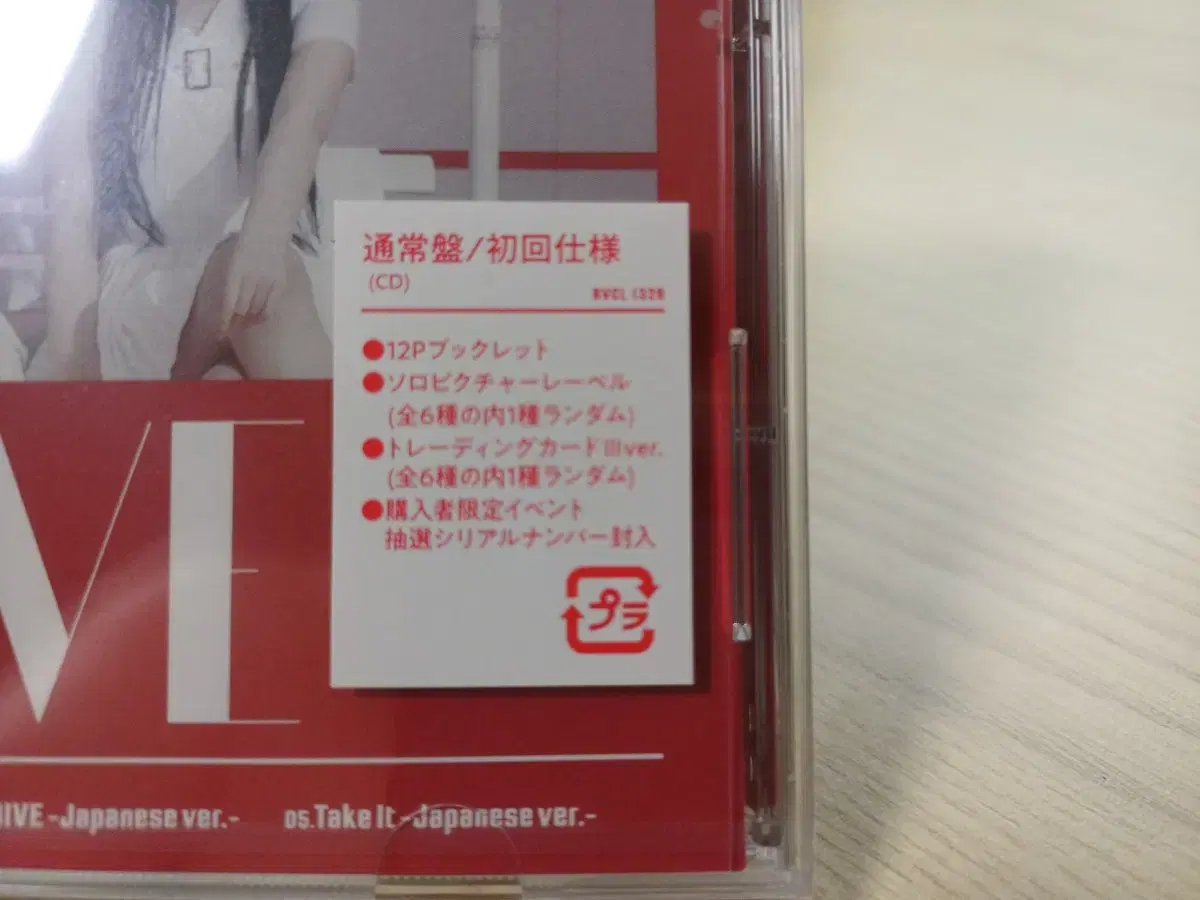 通常盤/初回仕様
(CD)
●12Pブックレット
●ソロピクチャーレーベル
(全6種の内1種ランダム)
●トレーディングカードⅢver.
(全6種の内1種ランダム)
●購入者限定イベント
抽選シリアルナンバー封入
プラ
VE
-Japanese ver.- 05.Take It -Japanese ver.-